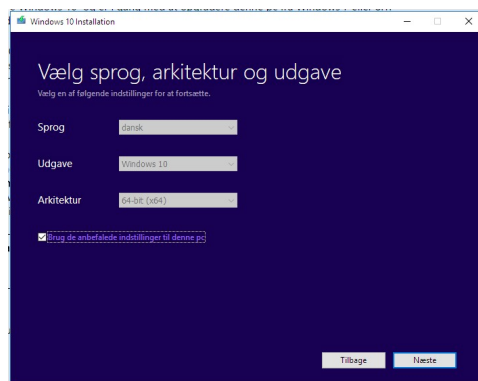 Windows 10 Installation
Vælg sprog, arkitektur og udgave
Vælg en af følgende indstillinger for at fortsætte.
Sprog dansk
Udgave Windows 10
Arkitektur 64-bit (x64)
Brug de anbefalede indstillinger til denne pc
Tilbage Næste